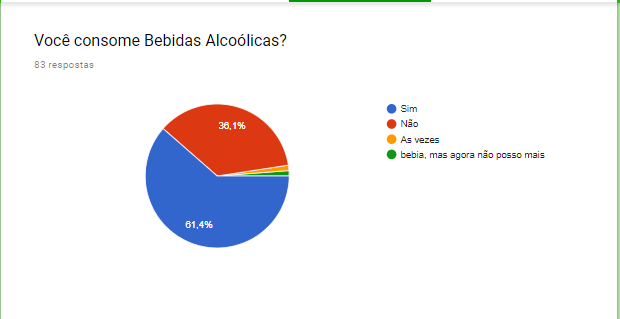 Você consome Bebidas Alcoólicas?
83 respostas
36,1%
61,4%
Sim
Não
As vezes
bebia, mas agora não posso mais